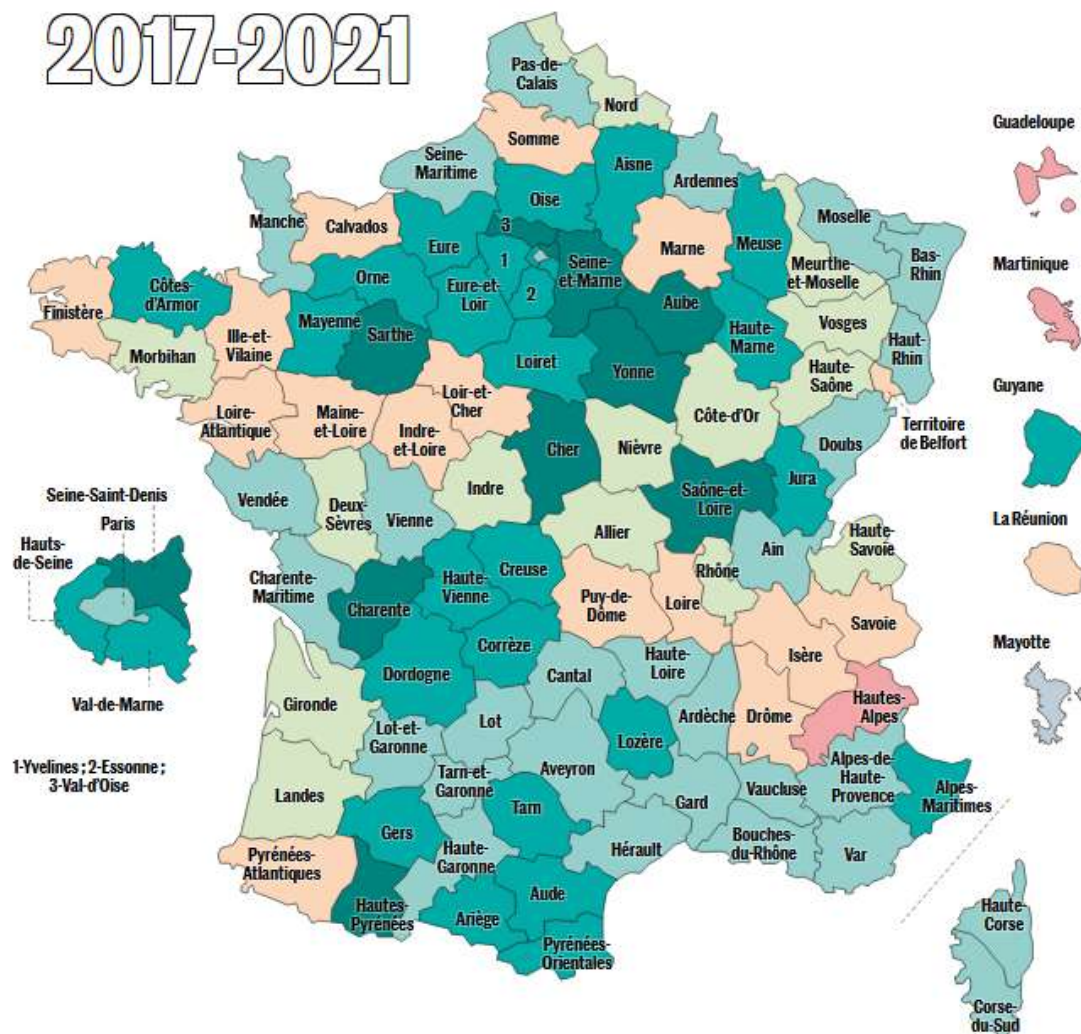 2017-2021
Pas-de-
Calais
Nord
Somme
Seine-
Maritime
Aisne
Ardennes
Oise
Manche
Calvados
Eure
3
1
2
Seine-
et-Marne
Marne
Meuse
Moselle
Bas-
Rhin
Meurthe-
et-Moselle
Orne
Eure-et-
Loir
Aube
Vosges
Haut-
Rhin
Côtes-
d'Armor
Finistère
Ille-et-
Vilaine
Morbihan
Mayenne
Sarthe
Loiret
Yonne
Haute-
Marne
Haute-
Saône
Territoire
de Belfort
Loire-
Atlantique
Maine-
et-Loire
Loir-et-
Cher
Indre-
et-Loire
Cher
Nièvre
Côte-d'Or
Doubs
Jura
Vendée
Deux-
Sèvres
Vienne
Indre
Allier
Saône-et-
Loire
Ain
Haute-
Savoie
Charente-
Maritime
Charente
Haute-
Vienne
Creuse
Puy-de-
Dôme
Loire
Rhône
Savoie
Isère
Corrèze
Dordogne
Cantal
Haute-
Loire
Ardèche
Drôme
Hautes-
Alpes
Gironde
Lot-et-
Garonne
Lot
Aveyron
Lozère
Gard
Vaucluse
Alpes-de-
Haute-
Provence
Alpes-
Maritimes
Landes
Tarn-et-
Garonne
Tarn
Gers
Haute-
Garonne
Hérault
Bouches-
du-Rhône
Var
Pyrénées-
Atlantiques
Hautes-
Pyrénées
Ariège
Aude
Pyrénées-
Orientales
Haute-
Corse
Corse-
du-Sud
Seine-Saint-Denis
Paris
Hauts-
de-Seine
Val-de-Marne
1-Yvelines ; 2-Essonne ;
3-Val-d'Oise
Guadeloupe
Martinique
Guyane
La Réunion
Mayotte